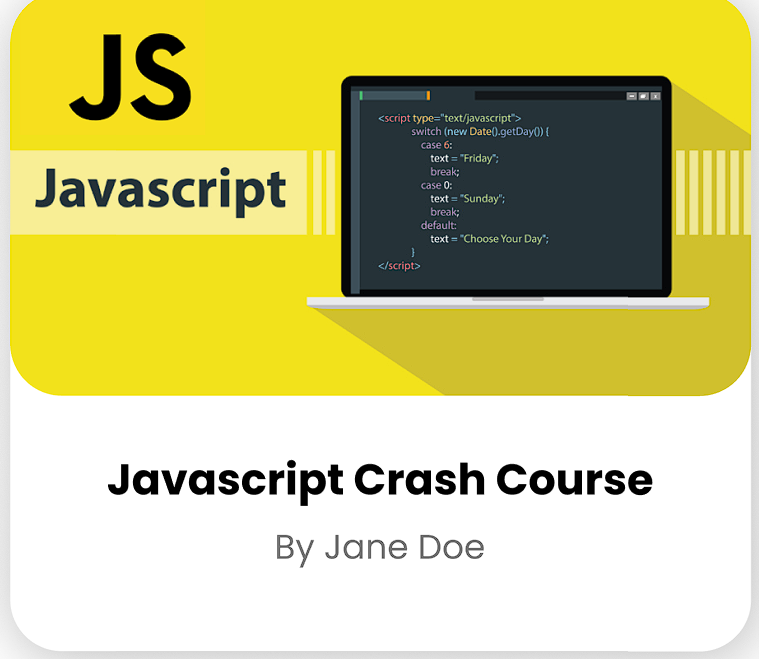 JS
Javascript
<script type="text/javascript">
switch (new Date().getDay()) {
case 6:
text = "Friday";
break;
case 0:
text = "Sunday";
break;
default:
text = "Choose Your Day";
}
</script>
Javascript Crash Course
By Jane Doe